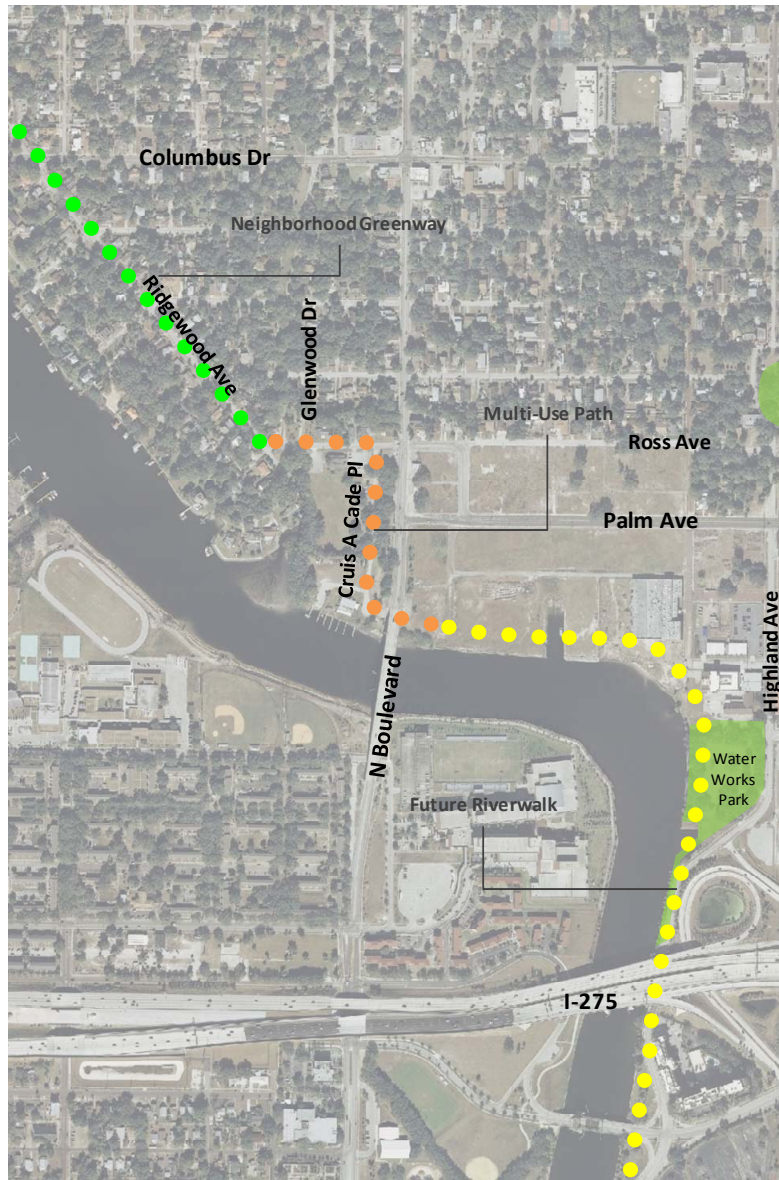 Columbus Dr
Neighborhood Greenway
Ridgewood Ave
Glenwood Dr
Multi-Use Path
Ross Ave
Cruis A Cade Pl
Palm Ave
Highland Ave
N Boulevard
Water
Works
Park
Future Riverwalk
I-275